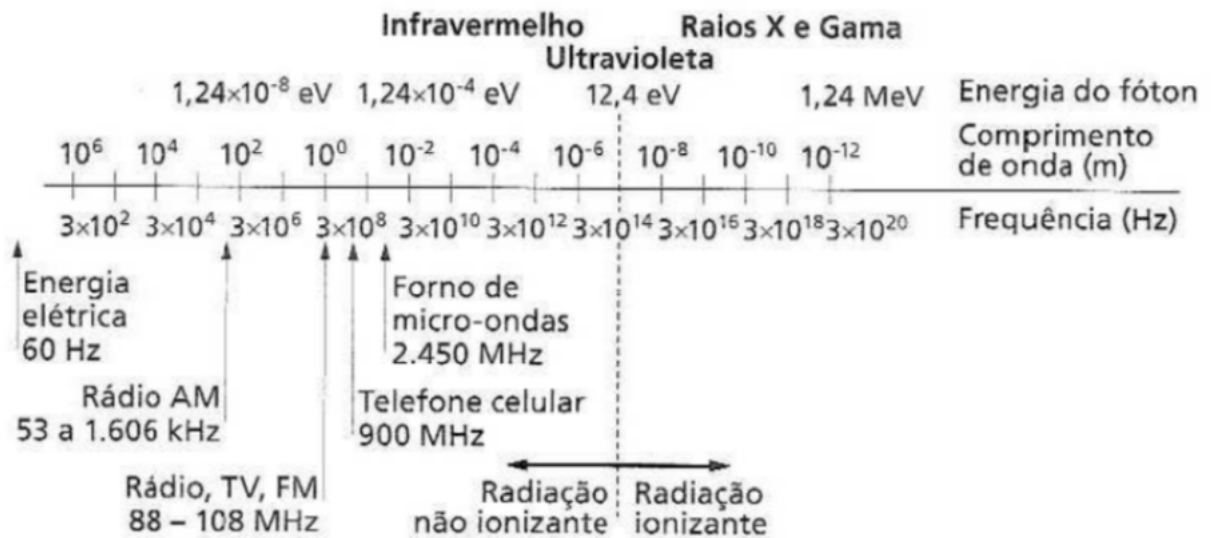 Infravermelho Raios X e Gama
Ultravioleta
1,24×10⁻⁸ eV 1,24×10⁻⁴ eV 12,4 eV 1,24 MeV Energia do fóton
10⁶ 10⁴ 10² 10⁰ 10⁻² 10⁻⁴ 10⁻⁶ 10⁻⁸ 10⁻¹⁰ 10⁻¹² Comprimento
de onda (m)
3×10² 3×10⁴ 3×10⁶ 3×10⁸ 3×10¹⁰ 3×10¹² 3×10¹⁴ 3×10¹⁶ 3×10¹⁸ 3×10²⁰ Frequência (Hz)
Energia
elétrica
60 Hz
Forno de
micro-ondas
2.450 MHz
Rádio AM
53 a 1.606 kHz
Telefone celular
900 MHz
Rádio, TV, FM
88 – 108 MHz
Radiação
não ionizante
Radiação
ionizante